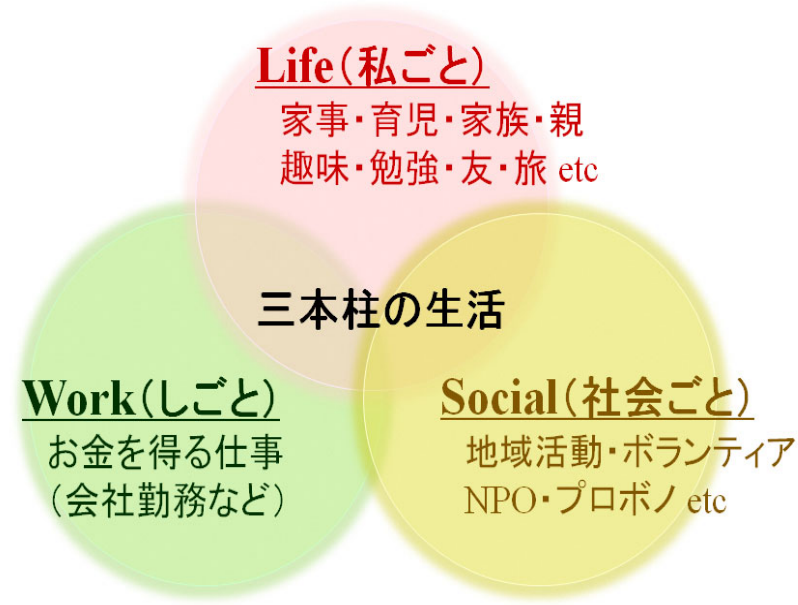 Life(私ごと)
家事・育児・家族・親
趣味・勉強・友・旅 etc
三本柱の生活
Work(しごと)
お金を得る仕事
(会社勤務など)
Social(社会ごと)
地域活動・ボランティア
NPO・プロボノ etc